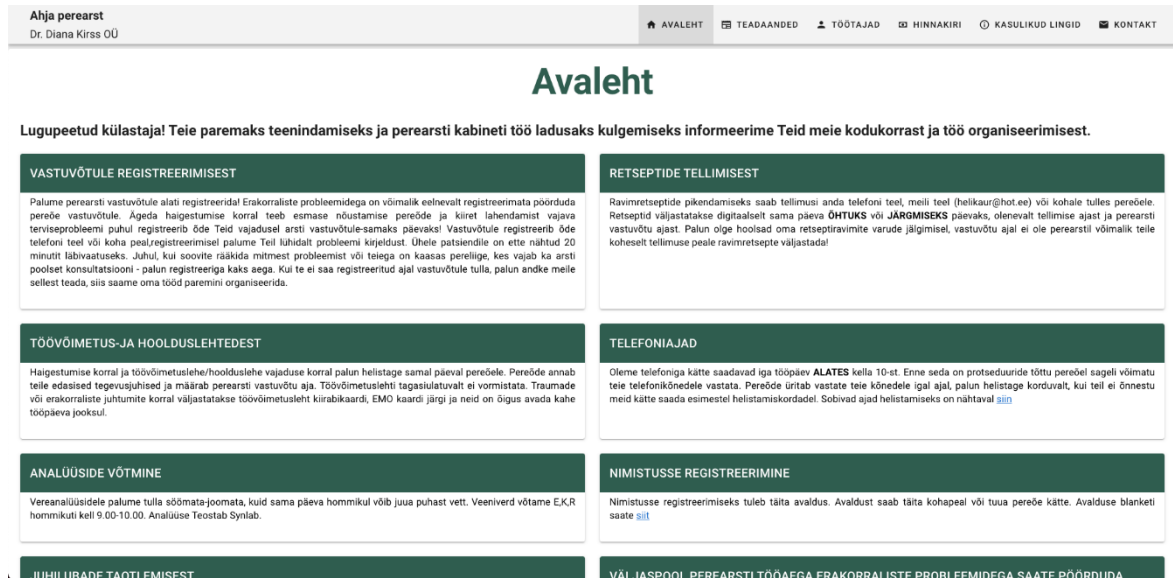 Ahja perearst
Dr. Diana Kirss OÜ
AVALEHT
TEADAANDED
TÖÖTAJAD
HINNAKIRI
KASULIKUD LINGID
KONTAKT
Avaleht
Lugupeetud külastaja! Teie paremaks teenindamiseks ja perearsti kabineti töö ladusaks kulgemiseks informeerime Teid meie kodukorrast ja töö organiseerimisest.
VASTUVÕTULE REGISTREERIMISEST
Palume perearsti vastuvõtule alati registreerida! Erakorraliste probleemidega on võimalik eelnevalt registreerimata pöörduda
pereõe vastuvõtule. Ägeda haigestumise korral teeb esmase nõustamise pereõde ja kiiret lahendamist vajava
terviseprobleemi puhul registreerib õde Teid vajadusel arsti vastuvõtule-samaks päevaks! Vastuvõtule registreerib õde
telefoni teel või koha peal,registreerimisel palume Teil lühidalt probleemi kirjeldust. Ühele patsiendile on ette nähtud 20
minutit läbivaatuseks. Juhul, kui soovite rääkida mitmest probleemist või teiega on kaasas pereliige, kes vajab ka arsti
poolset konsultatsiooni - palun registreeriga kaks aega. Kui te ei saa registreeritud ajal vastuvõtule tulla, palun andke meile
sellest teada, siis saame oma tööd paremini organiseerida.
RETSEPTIDE TELLIMISEST
Ravimretseptide pikendamiseks saab tellimusi anda telefoni teel, meili teel (helikaur@hot.ee) või kohale tulles pereõele.
Retseptid väljastatakse digitaalselt sama päeva ÕHTUKS või JÄRGMISEKS päevaks, olenevalt tellimise ajast ja perearsti
vastuvõtu ajast. Palun olge hoolsad oma retseptiravimite varude jälgimisel, vastuvõtu ajal ei ole perearstil võimalik teile
koheselt tellimuse peale ravimretsepte väljastada!
TÖÖVÕIMETUS-JA HOOLDUSLEHTEDEST
Haigestumise korral ja töövõimetuslehe/hoolduslehe vajaduse korral palun helistage samal päeval pereõele. Pereõde annab
teile edasised tegevusjuhised ja määrab perearsti vastuvõtu aja. Töövõimetuslehti tagasiulatuvalt ei vormistata. Traumade
või erakorraliste juhtumite korral väljastatakse töövõimetusleht kiirabikaardi, EMO kaardi järgi ja neid on õigus avada kahe
tööpäeva jooksul.
TELEFONIAJAD
Oleme telefoniga kätte saadavad iga tööpäev ALATES kella 10-st. Enne seda on protseduuride tõttu pereõel sageli võimatu
teie telefonikõnedele vastata. Pereõde üritab vastate teie kõnedele igal ajal, palun helistage korduvalt, kui teil ei õnnestu
meid kätte saada esimestel helistamiskordadel. Sobivad ajad helistamiseks on nähtaval siin
ANALÜÜSIDE VÕTMINE
Vereanalüüsidele palume tulla söömata-joomata, kuid sama päeva hommikul võib juua puhast vett. Veeniverd võtame E,K,R
hommikuti kell 9.00-10.00. Analüüse Teostab Synlab.
NIMISTUSSE REGISTREERIMINE
Nimistusse registreerimiseks tuleb täita avaldus. Avaldust saab täita kohapeal või tuua pereõe kätte. Avalduse blanketi
saate siit
JUHILUBADE TAOTLEMISEST
VÄLJASPOOL PEREARSTI TÖÖAEGA ERAKORRALISTE PROBLEEMIDEGA SAATE PÖÖRDUDA